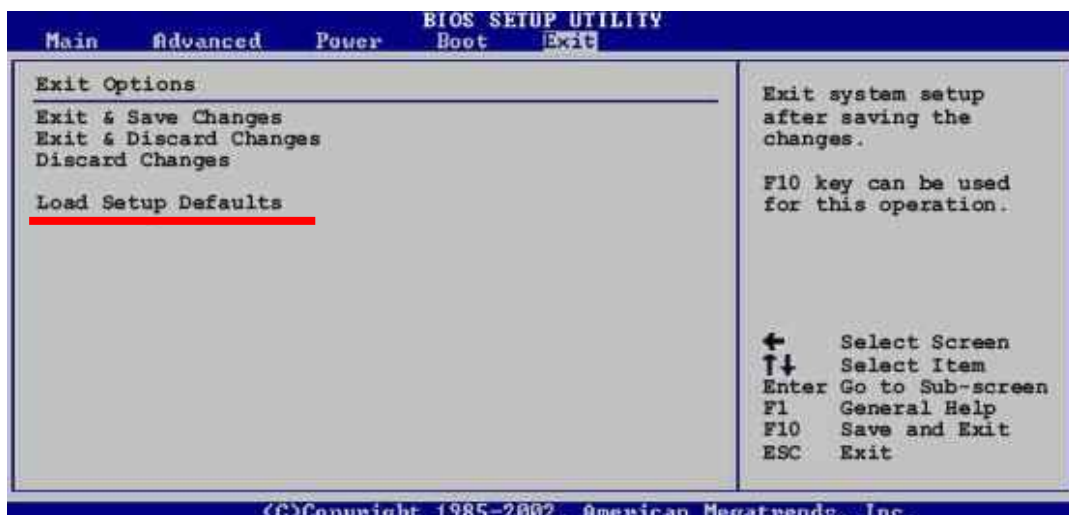 BIOS SETUP UTILITY
Main Advanced Power Boot Exit
Exit Options
Exit & Save Changes
Exit & Discard Changes
Discard Changes
Load Setup Defaults
Exit system setup
after saving the
changes.
F10 key can be used
for this operation.
← Select Screen
↑↓ Select Item
Enter Go to Sub-screen
F1 General Help
F10 Save and Exit
ESC Exit
(C)Copyright 1985-2002, American Megatrends, Inc.